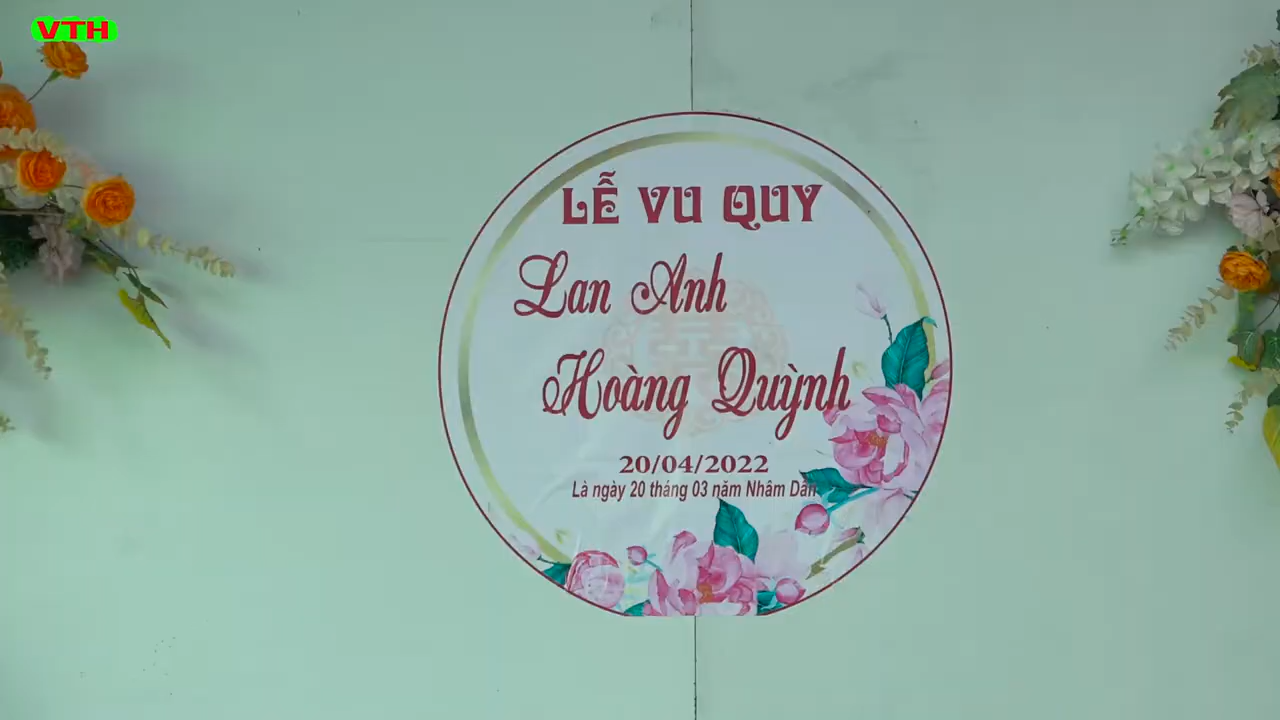 VTH
LỄ VU QUY
Lan Anh
Hoàng Quỳnh
20/04/2022
Là ngày 20 tháng 03 năm Nhâm Dần